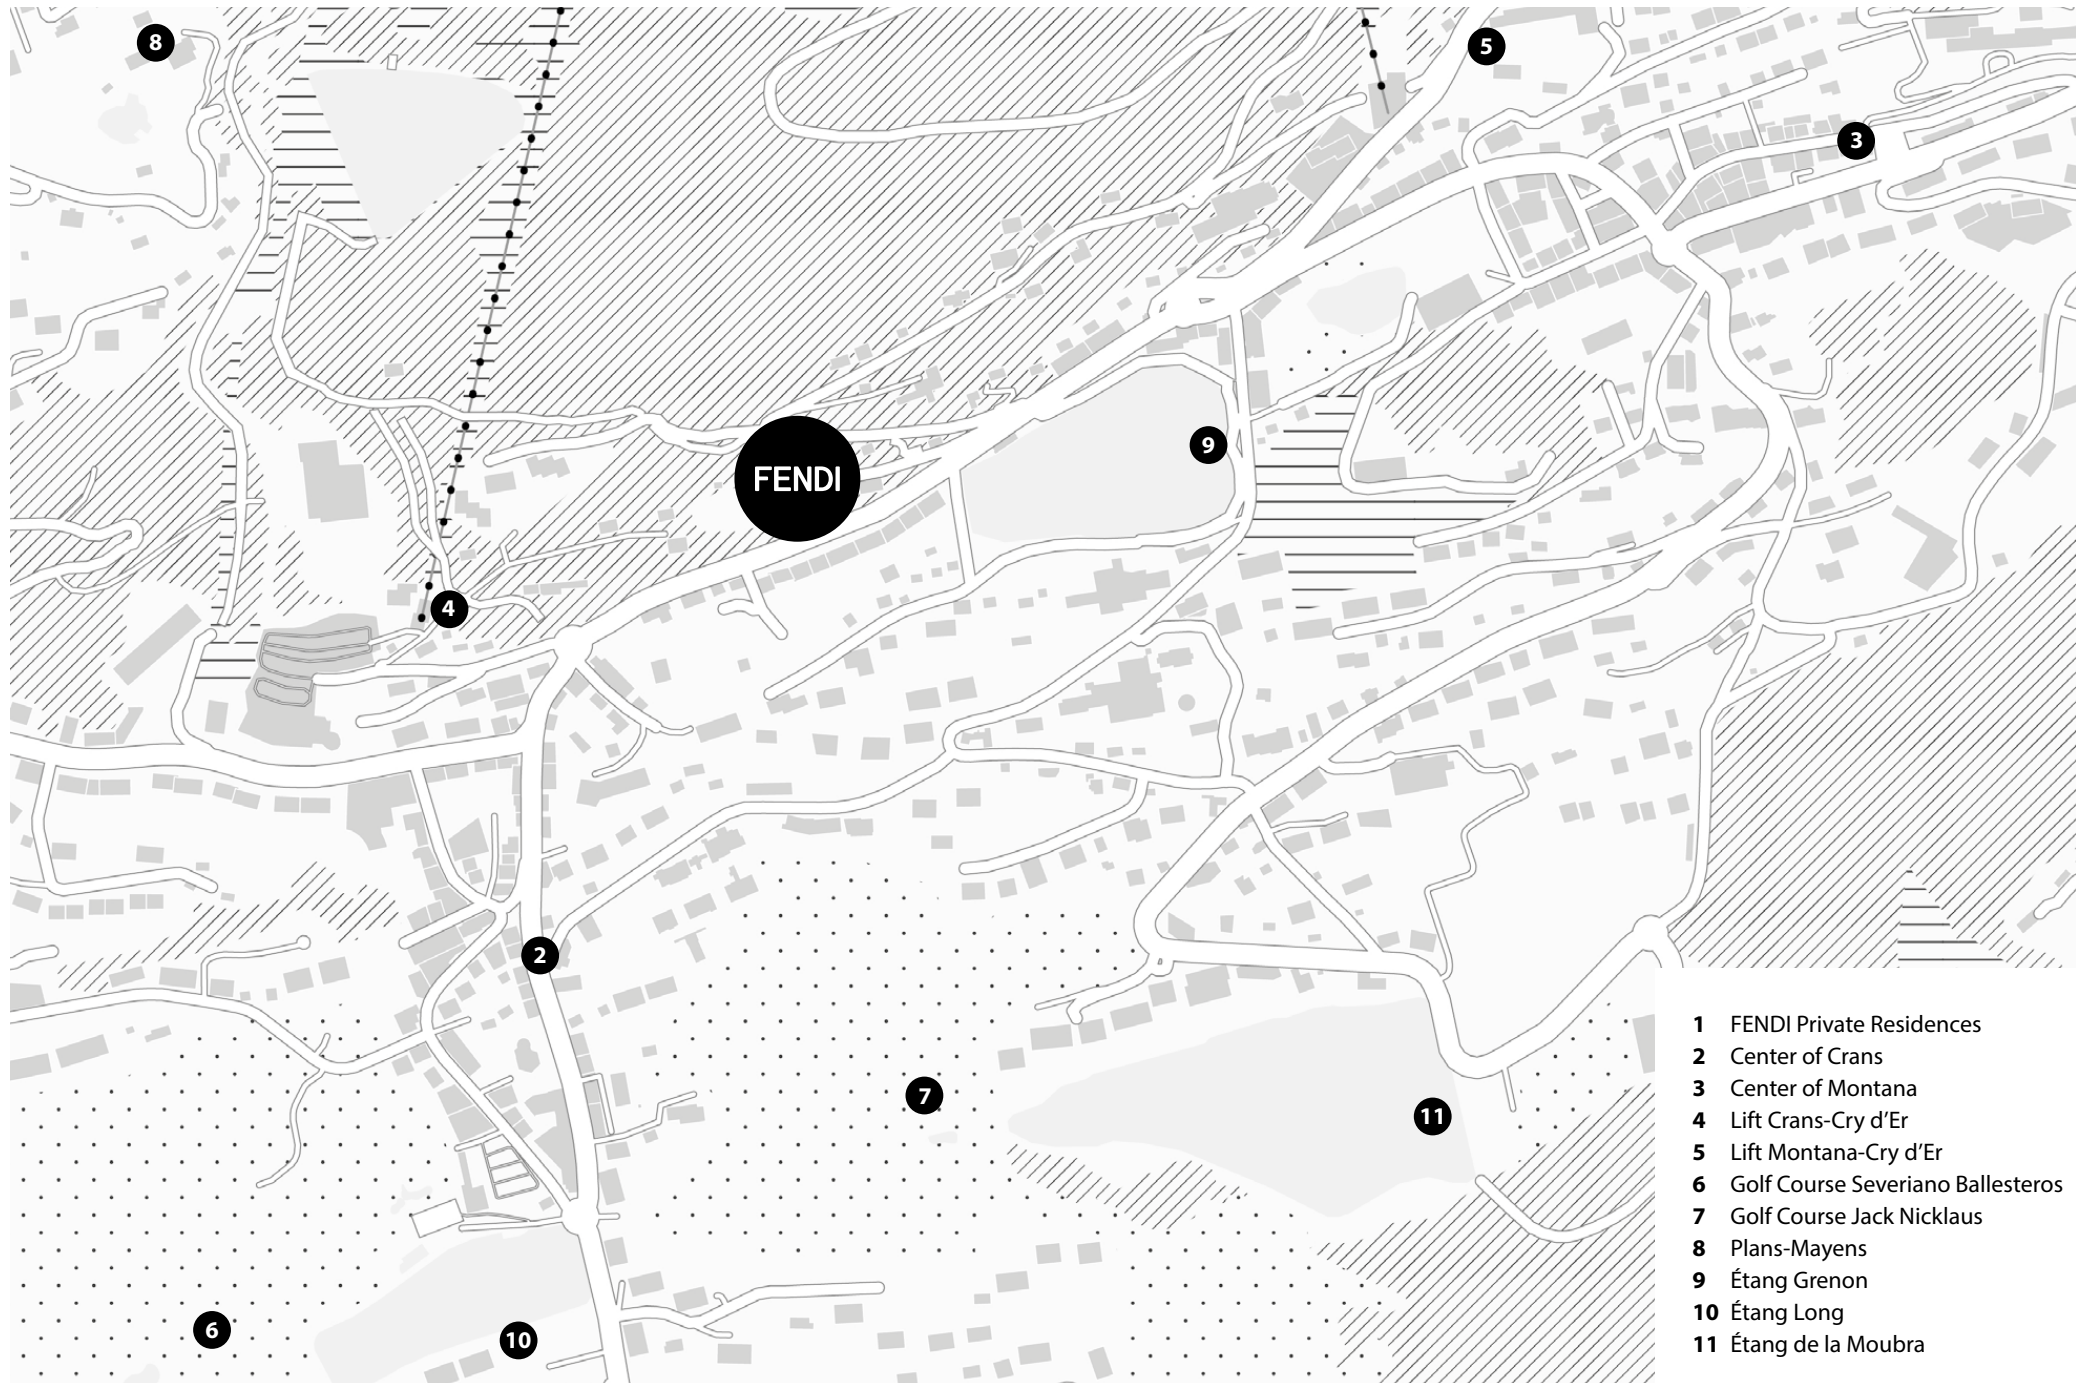 8
5
3
9
FENDI
4
2
7
11
6
10
1 FENDI Private Residences
2 Center of Crans
3 Center of Montana
4 Lift Crans-Cry d’Er
5 Lift Montana-Cry d’Er
6 Golf Course Severiano Ballesteros
7 Golf Course Jack Nicklaus
8 Plans-Mayens
9 Étang Grenon
10 Étang Long
11 Étang de la Moubra